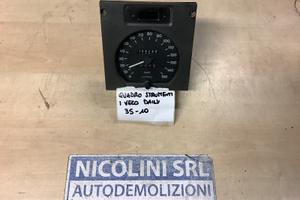 QUADRO STRUMENTI
IVECO DAILY
35-10
NICOLINI SRL
AUTODEMOLIZIONI